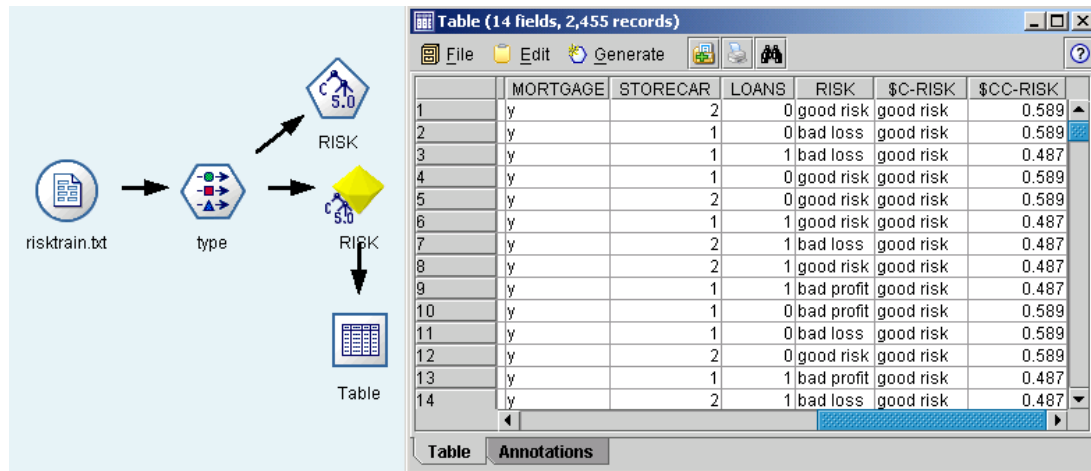 C 5.0
RISK
risktrain.txt
type
C 5.0
RISK
Table
Table (14 fields, 2,455 records)
File Edit Generate
MORTGAGE STORECAR LOANS RISK $C-RISK $CC-RISK
1 y 2 0 good risk good risk 0.589
2 y 1 0 bad loss good risk 0.589
3 y 1 1 bad loss good risk 0.487
4 y 1 0 good risk good risk 0.589
5 y 2 0 good risk good risk 0.589
6 y 1 1 good risk good risk 0.487
7 y 2 1 bad loss good risk 0.487
8 y 2 1 good risk good risk 0.487
9 y 1 1 bad profit good risk 0.487
10 y 1 0 bad profit good risk 0.589
11 y 1 0 bad loss good risk 0.589
12 y 2 0 good risk good risk 0.589
13 y 1 1 bad profit good risk 0.487
14 y 2 1 bad loss good risk 0.487
Table Annotations